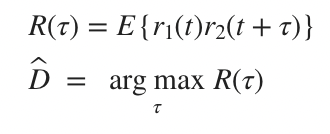 R(τ) = E{r₁(t)r₂(t + τ)}
D̂ = arg max R(τ)
τ